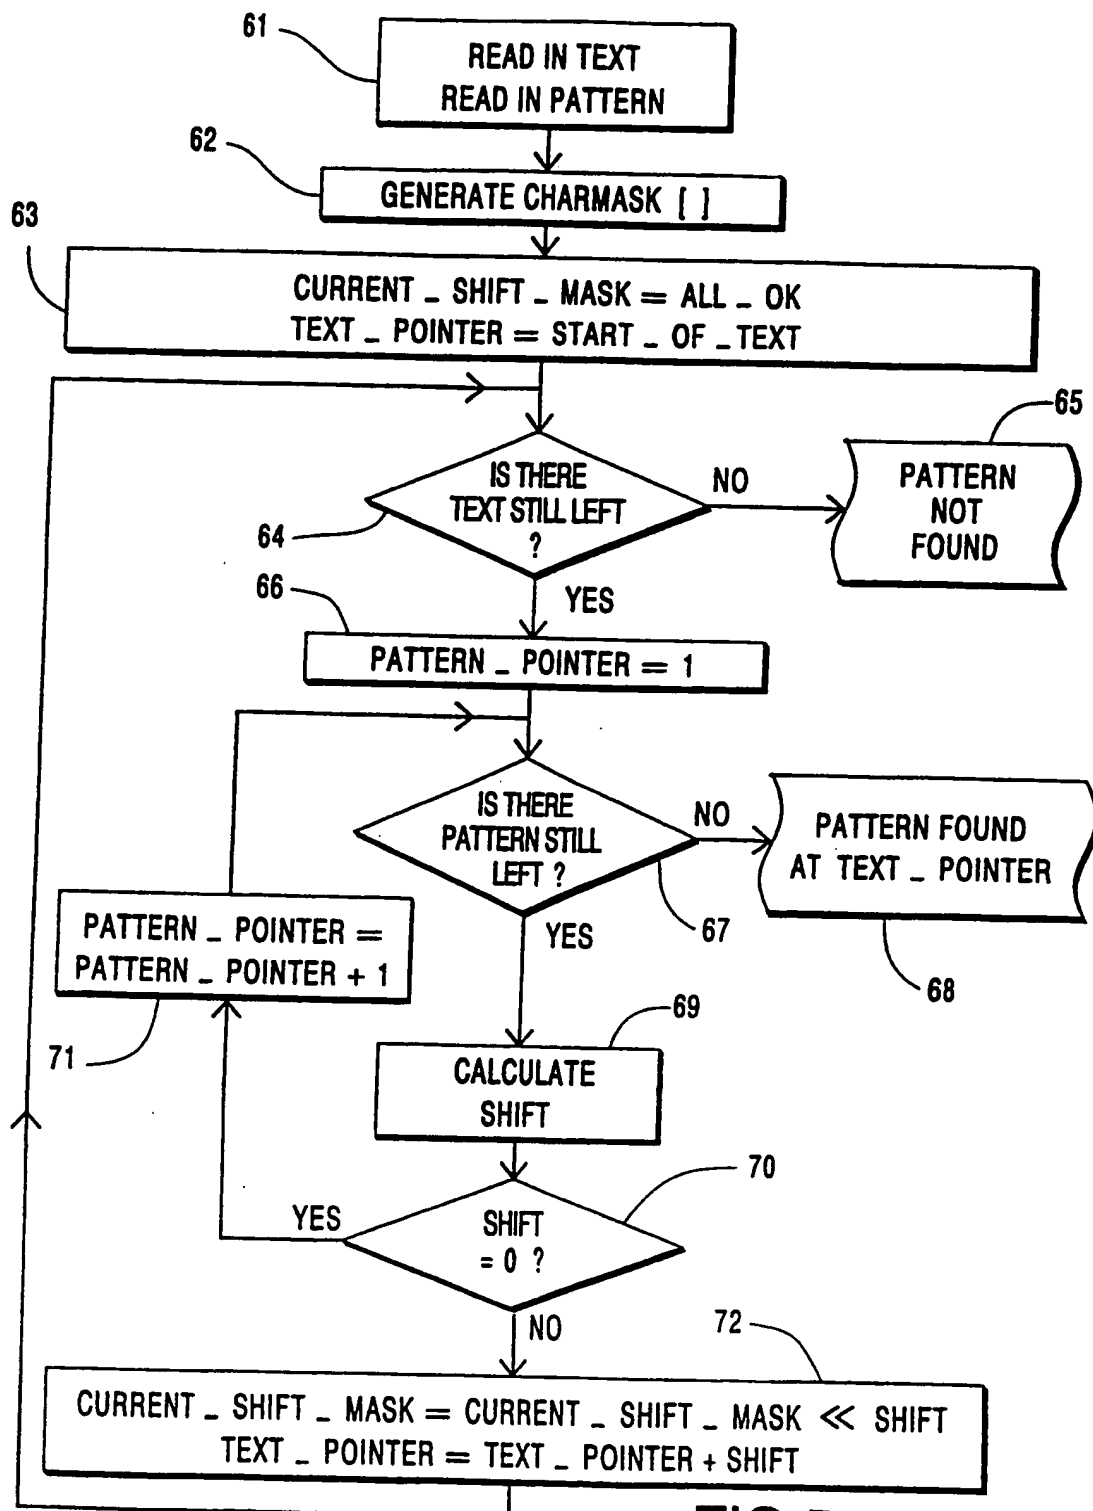 61
READ IN TEXT
READ IN PATTERN
62
GENERATE CHARMASK [ ]
63
CURRENT _ SHIFT _ MASK = ALL _ OK
TEXT _ POINTER = START _ OF _ TEXT
65
IS THERE
TEXT STILL LEFT
?
64
NO
PATTERN
NOT
FOUND
YES
66
PATTERN _ POINTER = 1
IS THERE
PATTERN STILL
LEFT ?
NO
67
PATTERN FOUND
AT TEXT _ POINTER
68
YES
PATTERN _ POINTER =
PATTERN _ POINTER + 1
71
69
CALCULATE
SHIFT
70
YES
SHIFT
= 0 ?
NO
72
CURRENT _ SHIFT _ MASK = CURRENT _ SHIFT _ MASK << SHIFT
TEXT _ POINTER = TEXT _ POINTER + SHIFT